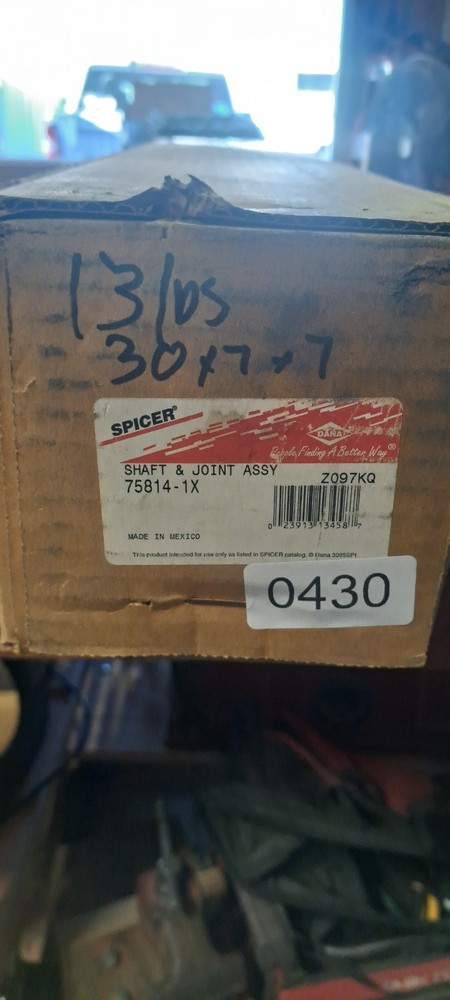 13 lbs
30 x 7 x 7
SPICER®
DANA
People Finding A Better Way®
SHAFT & JOINT ASSY
Z097KQ
75814-1X
0 23913 13458 7
MADE IN MEXICO
This product intended for use only as listed in SPICER catalog. © Dana
0430